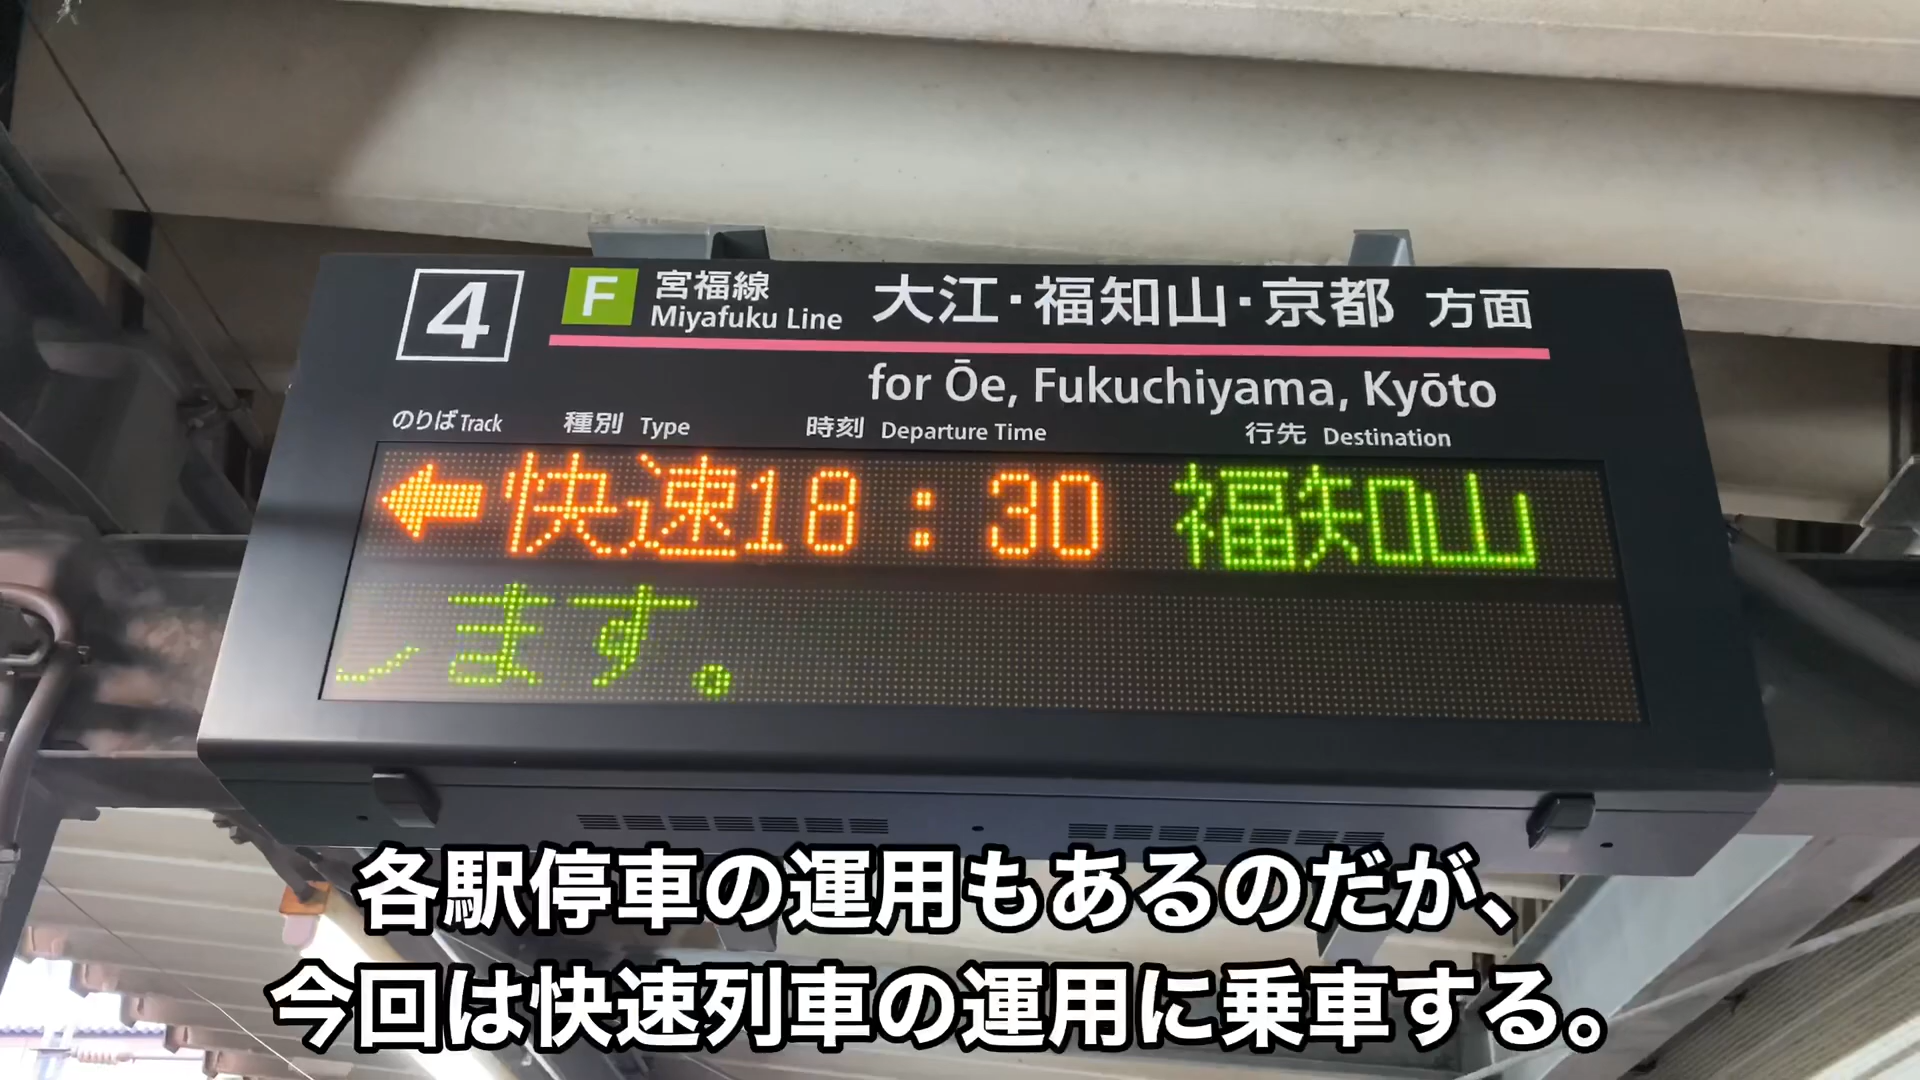 4 F 宮福線 大江・福知山・京都 方面
Miyafuku Line
for Ōe, Fukuchiyama, Kyōto
のりば Track 種別 Type 時刻 Departure Time 行先 Destination
←快速18:30 福知山
します。
各駅停車の運用もあるのだが、
今回は快速列車の運用に乗車する。